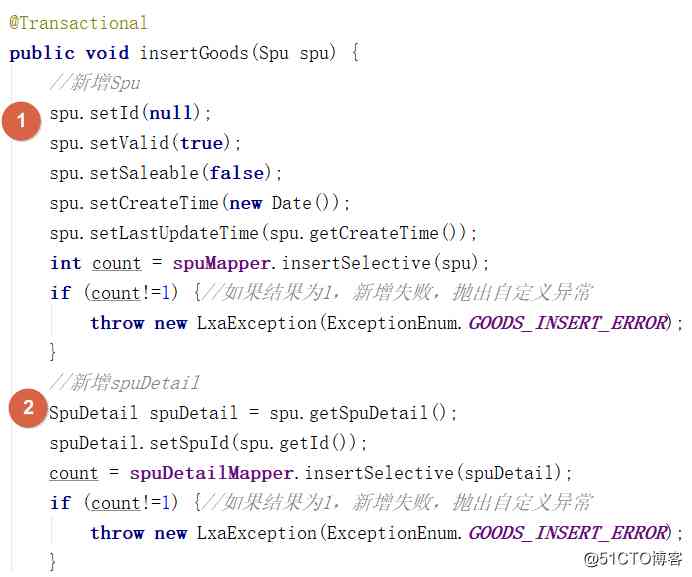 @Transactional
public void insertGoods(Spu spu) {
//新增Spu
1 spu.setId(null);
spu.setValid(true);
spu.setSaleable(false);
spu.setCreateTime(new Date());
spu.setLastUpdateTime(spu.getCreateTime());
int count = spuMapper.insertSelective(spu);
if (count!=1) {//如果结果为1，新增失败，抛出自定义异常
throw new LxaException(ExceptionEnum.GOODS_INSERT_ERROR);
}
//新增spuDetail
2 SpuDetail spuDetail = spu.getSpuDetail();
spuDetail.setSpuId(spu.getId());
count = spuDetailMapper.insertSelective(spuDetail);
if (count!=1) {//如果结果为1，新增失败，抛出自定义异常
throw new LxaException(ExceptionEnum.GOODS_INSERT_ERROR);
}
@51CTO博客